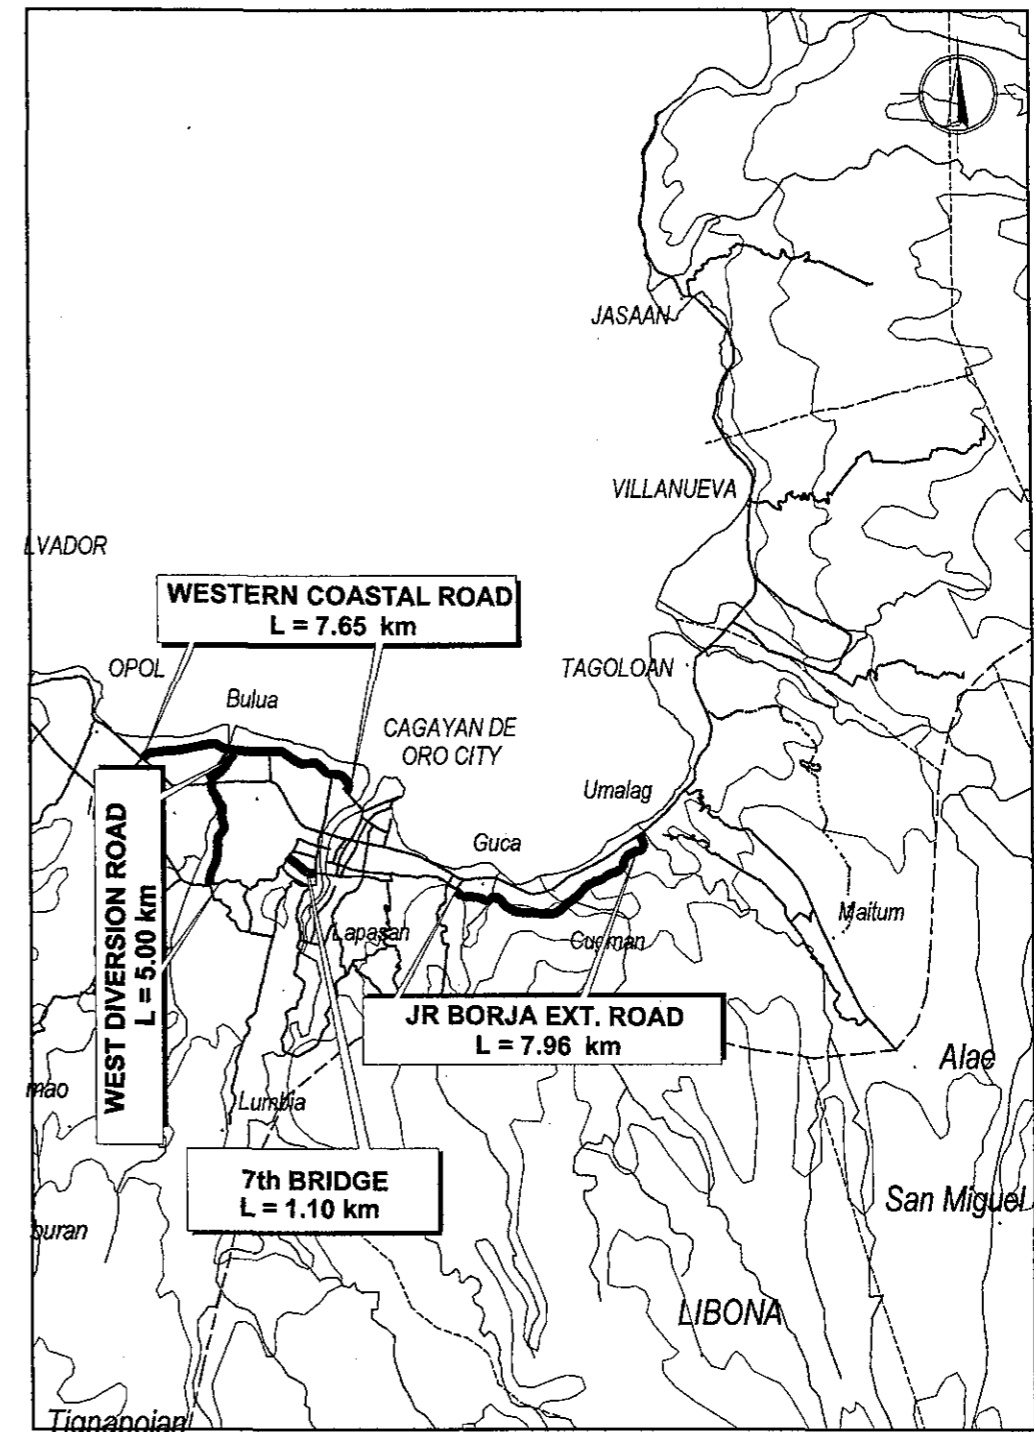 JASAAN
VILLANUEVA
LVADOR
WESTERN COASTAL ROAD
L = 7.65 km
OPOL
TAGOLOAN
Bulua
CAGAYAN DE
ORO CITY
Umalag
Guca
WEST DIVERSION ROAD
L = 5.00 km
Lapasan
Maitum
JR BORJA EXT. ROAD
L = 7.96 km
Alae
mao
Lumbia
7th BRIDGE
L = 1.10 km
San Miguel
buran
LIBONA